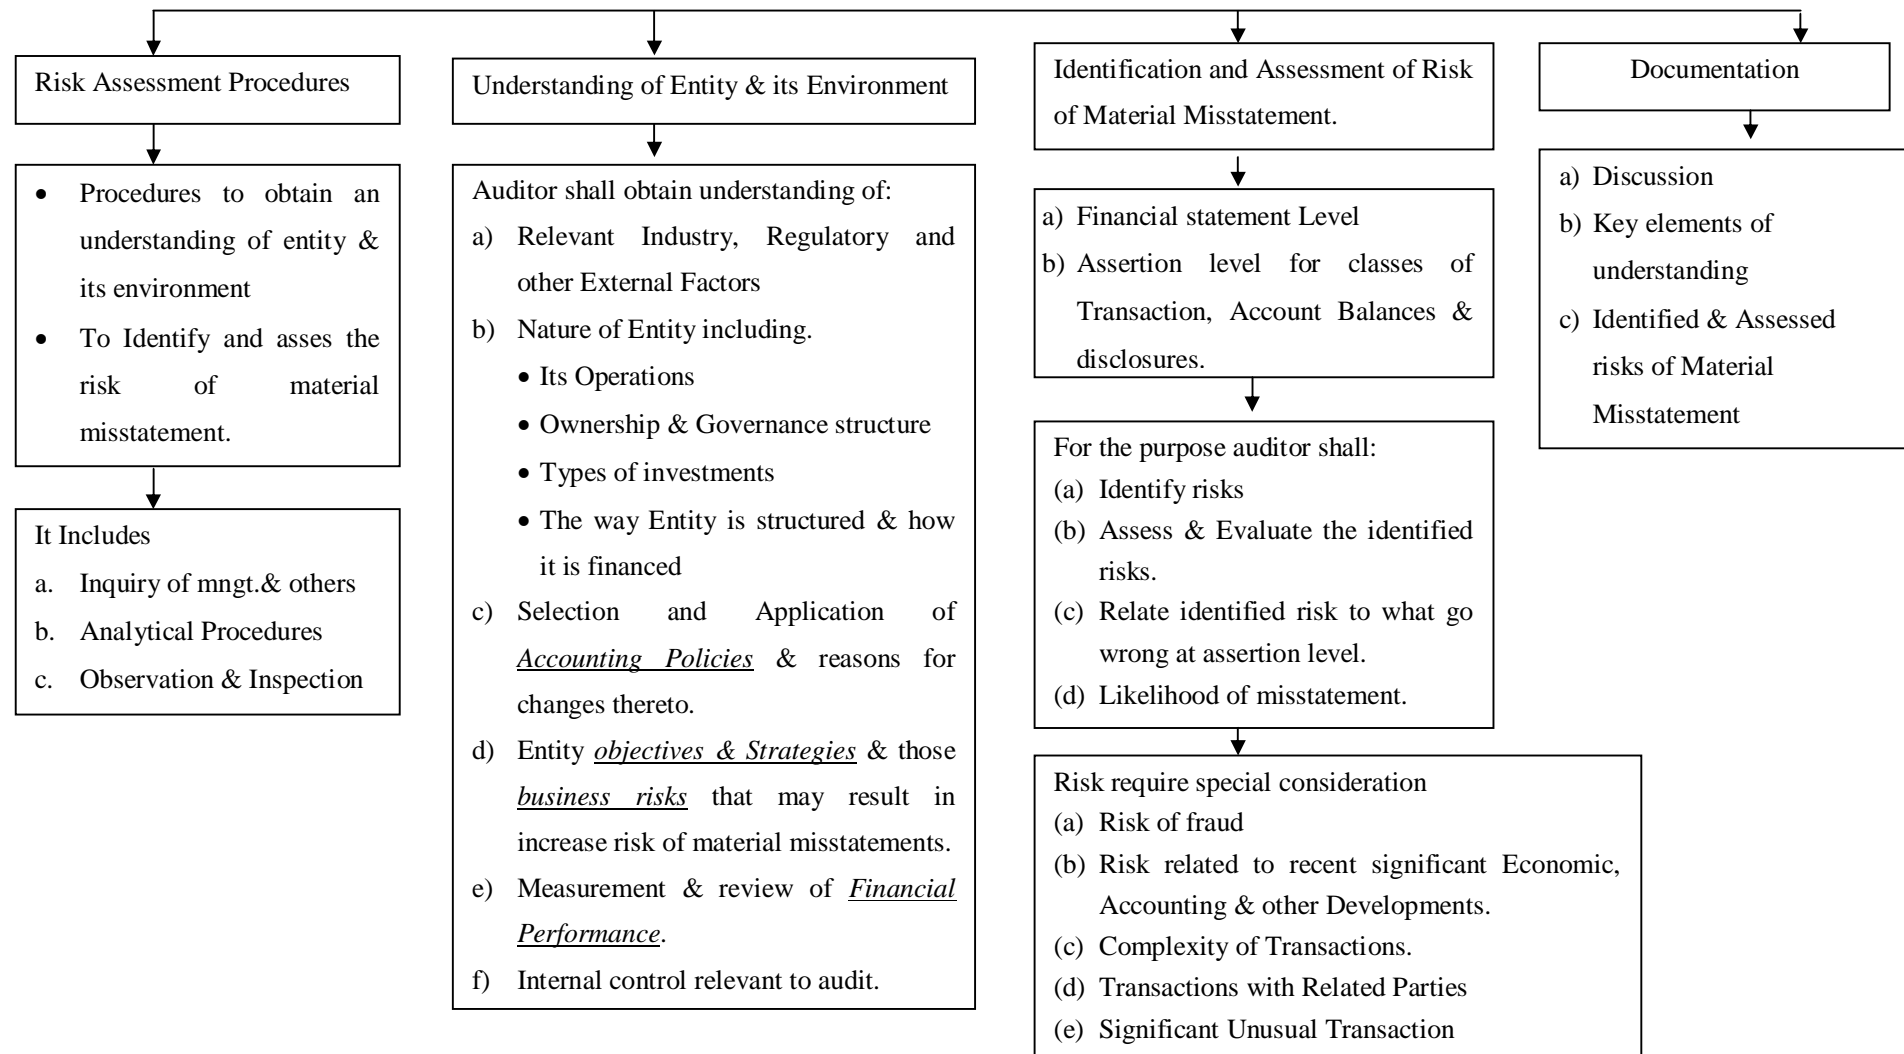 Risk Assessment Procedures
• Procedures to obtain an
understanding of entity &
its environment
• To Identify and asses the
risk of material
misstatement.
It Includes
a. Inquiry of mngt.& others
b. Analytical Procedures
c. Observation & Inspection
Understanding of Entity & its Environment
Auditor shall obtain understanding of:
a) Relevant Industry, Regulatory and
other External Factors
b) Nature of Entity including.
• Its Operations
• Ownership & Governance structure
• Types of investments
• The way Entity is structured & how
it is financed
c) Selection and Application of
Accounting Policies & reasons for
changes thereto.
d) Entity objectives & Strategies & those
business risks that may result in
increase risk of material misstatements.
e) Measurement & review of Financial
Performance.
f) Internal control relevant to audit.
Identification and Assessment of Risk
of Material Misstatement.
a) Financial statement Level
b) Assertion level for classes of
Transaction, Account Balances &
disclosures.
For the purpose auditor shall:
(a) Identify risks
(b) Assess & Evaluate the identified
risks.
(c) Relate identified risk to what go
wrong at assertion level.
(d) Likelihood of misstatement.
Risk require special consideration
(a) Risk of fraud
(b) Risk related to recent significant Economic,
Accounting & other Developments.
(c) Complexity of Transactions.
(d) Transactions with Related Parties
(e) Significant Unusual Transaction
Documentation
a) Discussion
b) Key elements of
understanding
c) Identified & Assessed
risks of Material
Misstatement